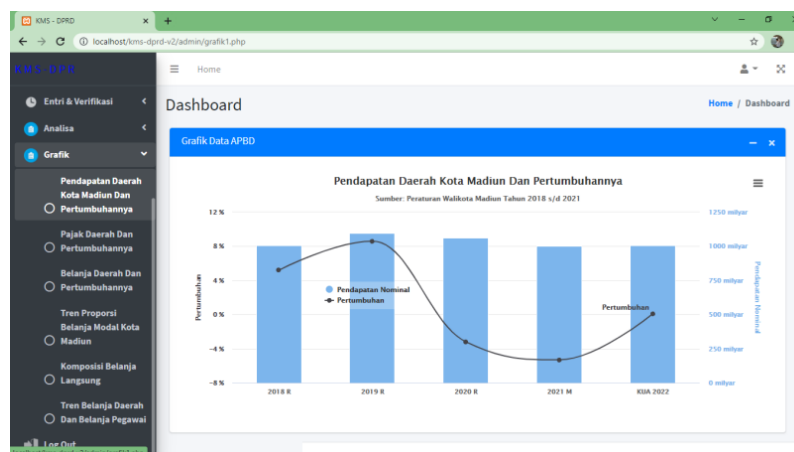 KMS - DPRD
localhost/kms-dprd-v2/admin/grafik1.php
KMS-DPR
Home
Entri & Verifikasi
Analisa
Grafik
Pendapatan Daerah
Kota Madiun Dan
Pertumbuhannya
Pajak Daerah Dan
Pertumbuhannya
Belanja Daerah Dan
Pertumbuhannya
Tren Proporsi
Belanja Modal Kota
Madiun
Komposisi Belanja
Langsung
Tren Belanja Daerah
Dan Belanja Pegawai
Log Out
Dashboard
Home / Dashboard
Grafik Data APBD
Pendapatan Daerah Kota Madiun Dan Pertumbuhannya
Sumber: Peraturan Walikota Madiun Tahun 2018 s/d 2021
12 %
8 %
4 %
0 %
-4 %
-8 %
Pertumbuhan
Pendapatan Nominal
Pertumbuhan
Pertumbuhan
1250 milyar
1000 milyar
750 milyar
500 milyar
250 milyar
0 milyar
Pendapatan Nominal
2018 R
2019 R
2020 R
2021 M
KUA 2022